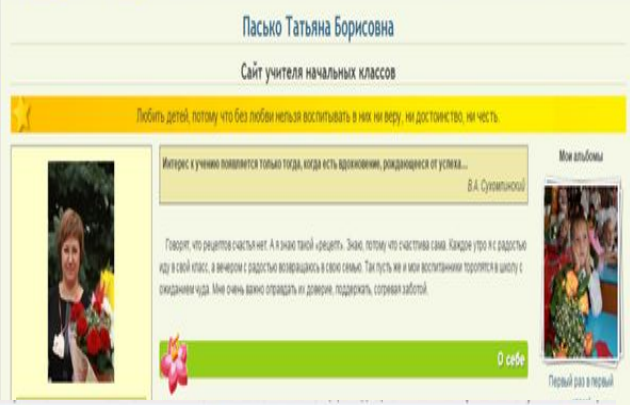 Пасько Татьяна Борисовна
Сайт учителя начальных классов
Любить детей, потому что без любви нельзя воспитывать в них ни веру, ни достоинство, ни честь.
Интерес к учению появляется только тогда, когда есть вдохновение, рождающееся от успеха...
В.А. Сухомлинский
Говорят, что рецептов счастья нет. А я знаю такой «рецепт». Знаю, потому что счастлива сама. Каждое утро я с радостью
иду в свой класс, а вечером с радостью возвращаюсь в свою семью. Так пусть же и мои воспитанники торопятся в школу с
ожиданием чуда. Мне очень важно оправдать их доверие, поддержать, согревая заботой.
О себе
Мои альбомы
Первый раз в первый